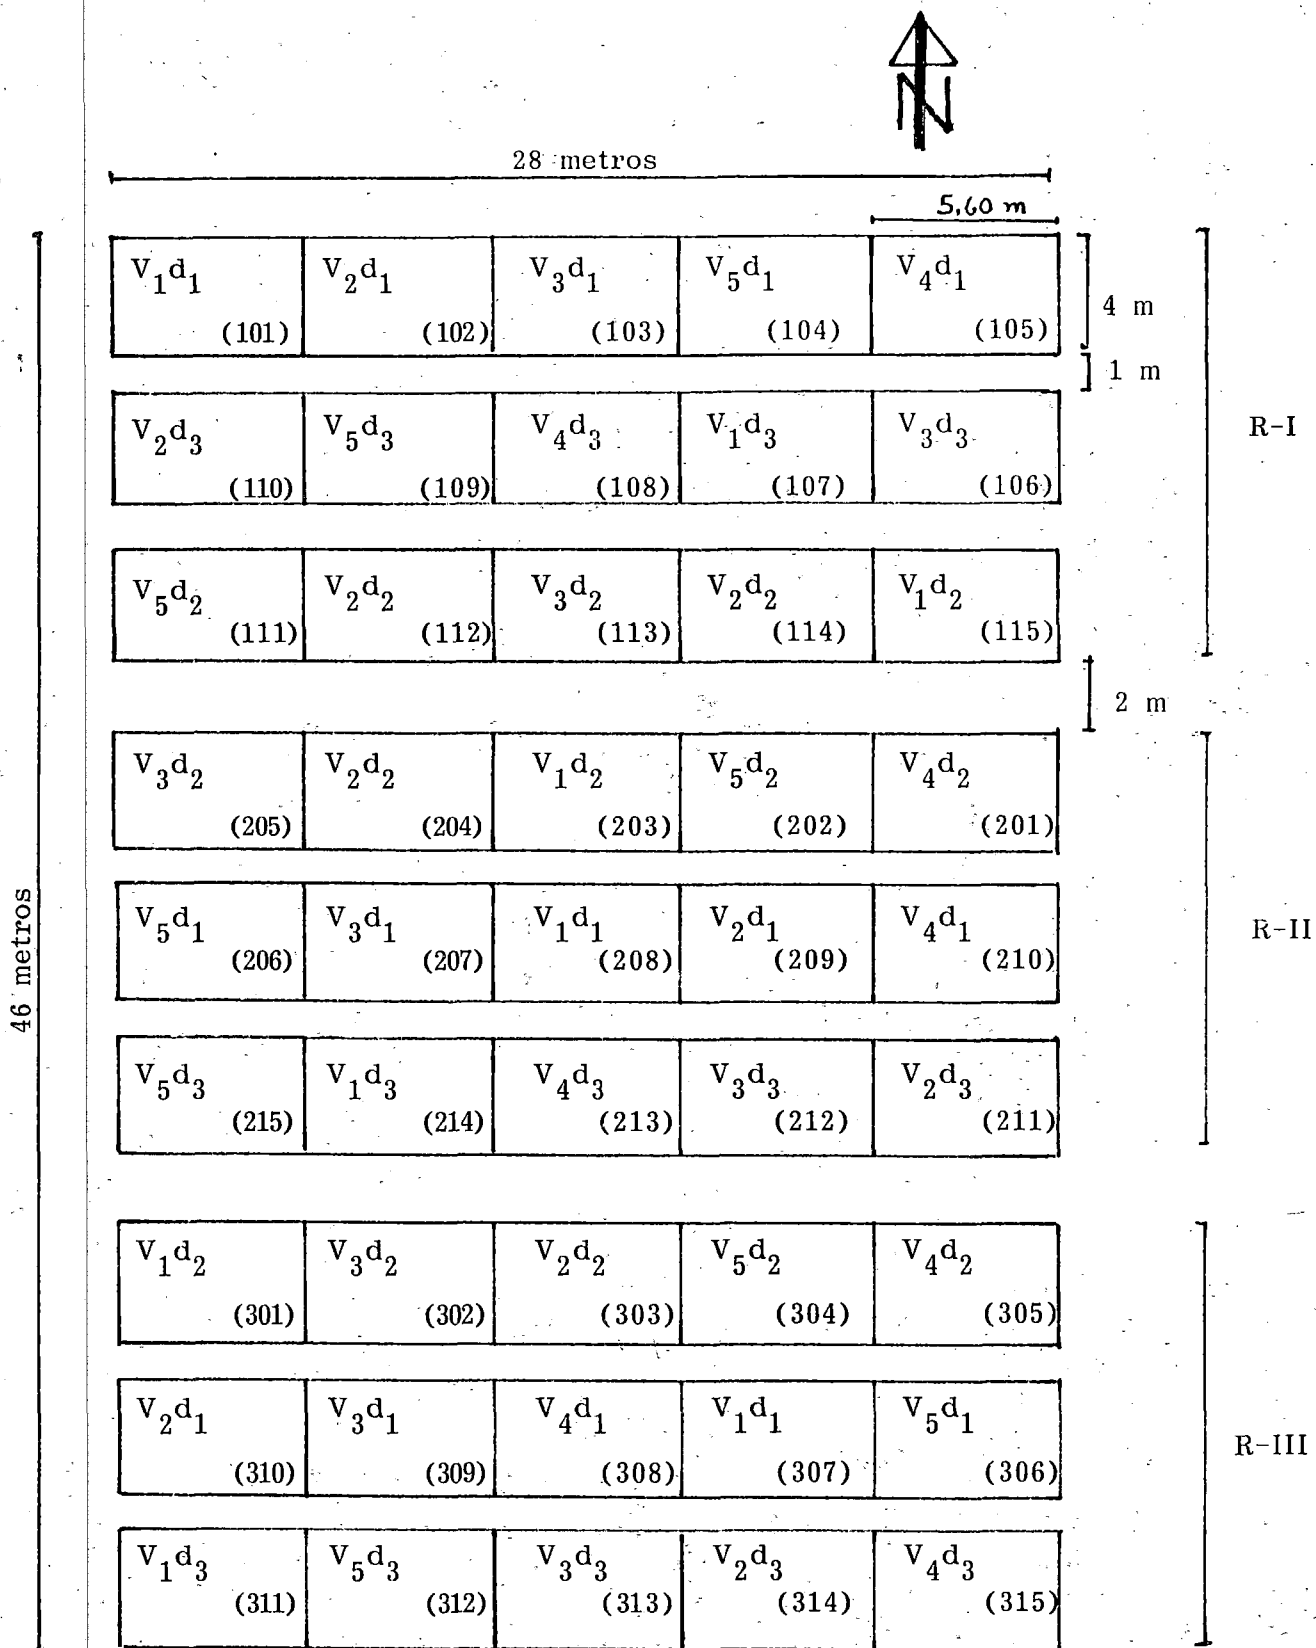 N
28 metros
5,60 m
V₁d₁ V₂d₁ V₃d₁ V₅d₁ V₄d₁
(101) (102) (103) (104) (105)
4 m
1 m
V₂d₃ V₅d₃ V₄d₃ V₁d₃ V₃d₃
(110) (109) (108) (107) (106)
R-I
V₅d₂ V₂d₂ V₃d₂ V₂d₂ V₁d₂
(111) (112) (113) (114) (115)
2 m
V₃d₂ V₂d₂ V₁d₂ V₅d₂ V₄d₂
(205) (204) (203) (202) (201)
46 metros
V₅d₁ V₃d₁ V₁d₁ V₂d₁ V₄d₁
(206) (207) (208) (209) (210)
R-II
V₅d₃ V₁d₃ V₄d₃ V₃d₃ V₂d₃
(215) (214) (213) (212) (211)
V₁d₂ V₃d₂ V₂d₂ V₅d₂ V₄d₂
(301) (302) (303) (304) (305)
V₂d₁ V₃d₁ V₄d₁ V₁d₁ V₅d₁
(310) (309) (308) (307) (306)
R-III
V₁d₃ V₅d₃ V₃d₃ V₂d₃ V₄d₃
(311) (312) (313) (314) (315)